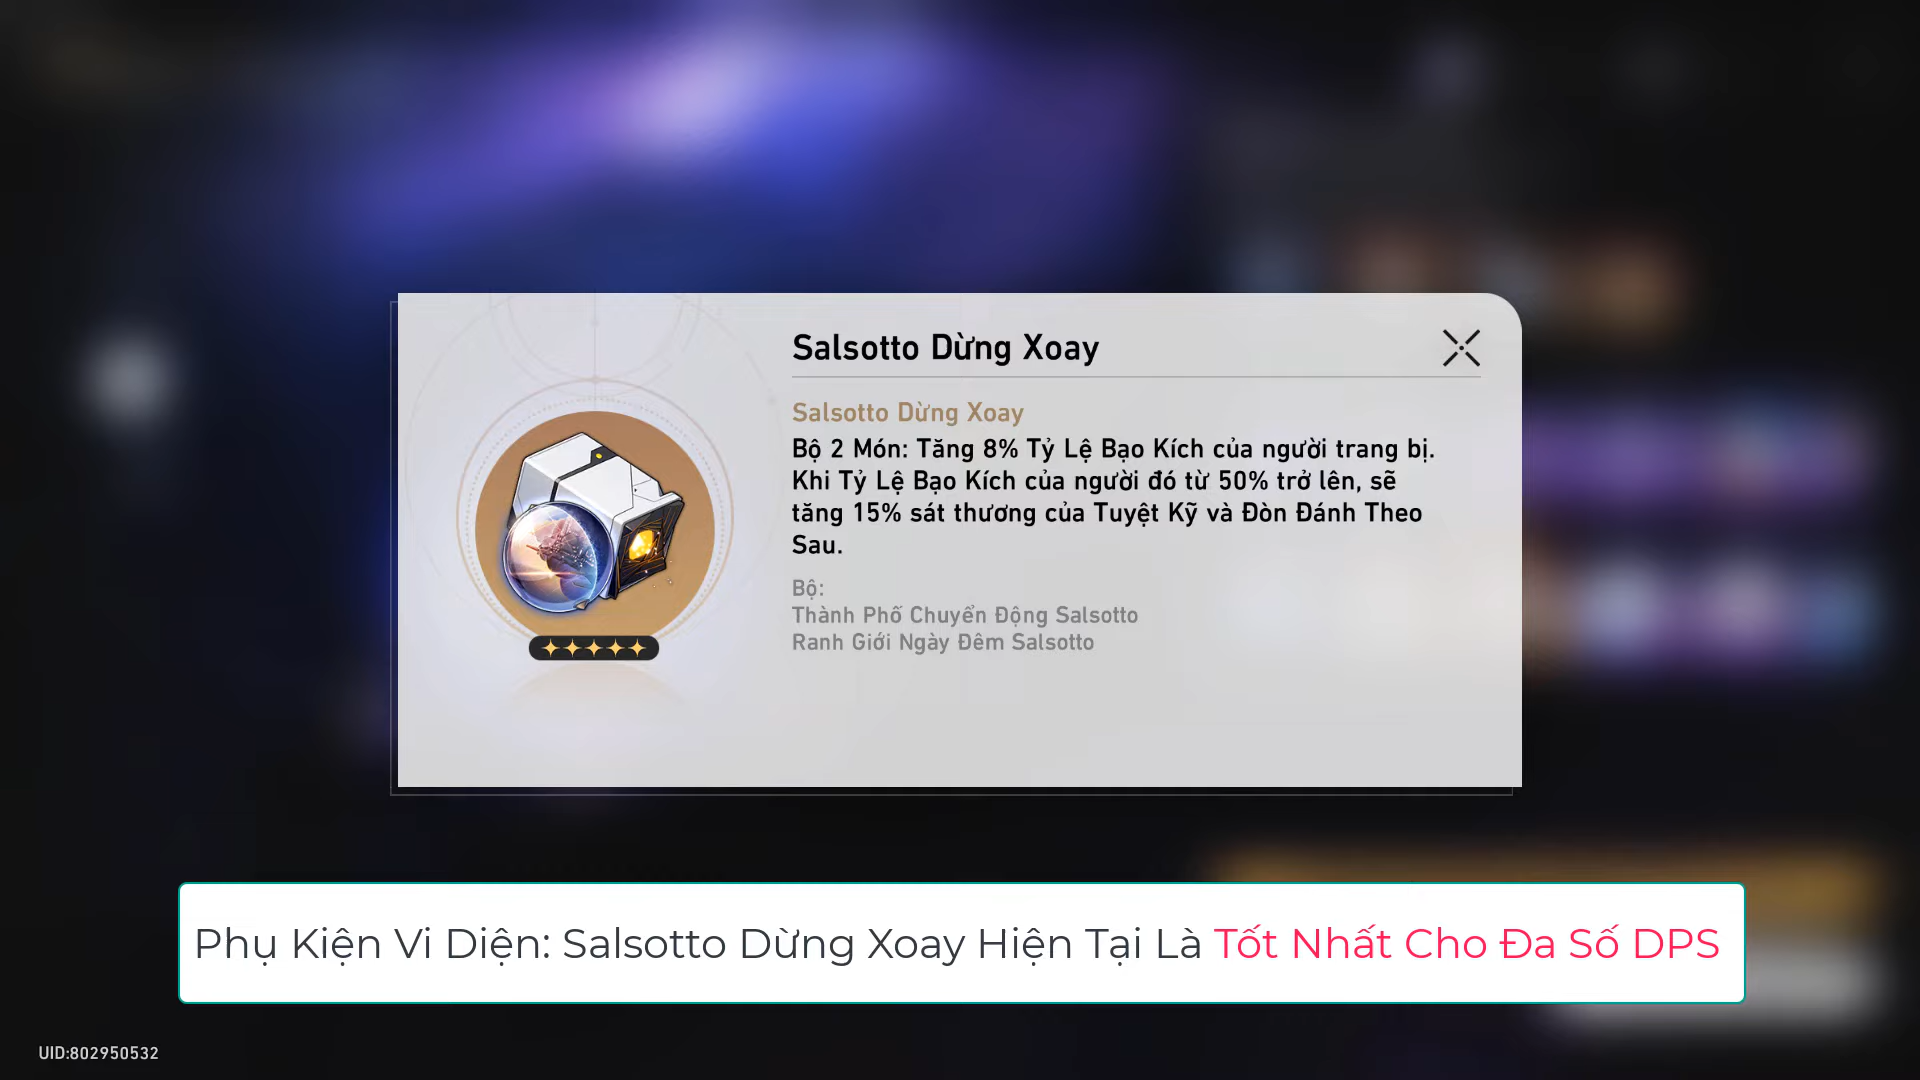 Salsotto Dừng Xoay
Salsotto Dừng Xoay
Bộ 2 Món: Tăng 8% Tỷ Lệ Bạo Kích của người trang bị.
Khi Tỷ Lệ Bạo Kích của người đó từ 50% trở lên, sẽ
tăng 15% sát thương của Tuyệt Kỹ và Đòn Đánh Theo
Sau.
Bộ:
Thành Phố Chuyển Động Salsotto
Ranh Giới Ngày Đêm Salsotto
Phụ Kiện Vi Diện: Salsotto Dừng Xoay Hiện Tại Là Tốt Nhất Cho Đa Số DPS
UID:802950532